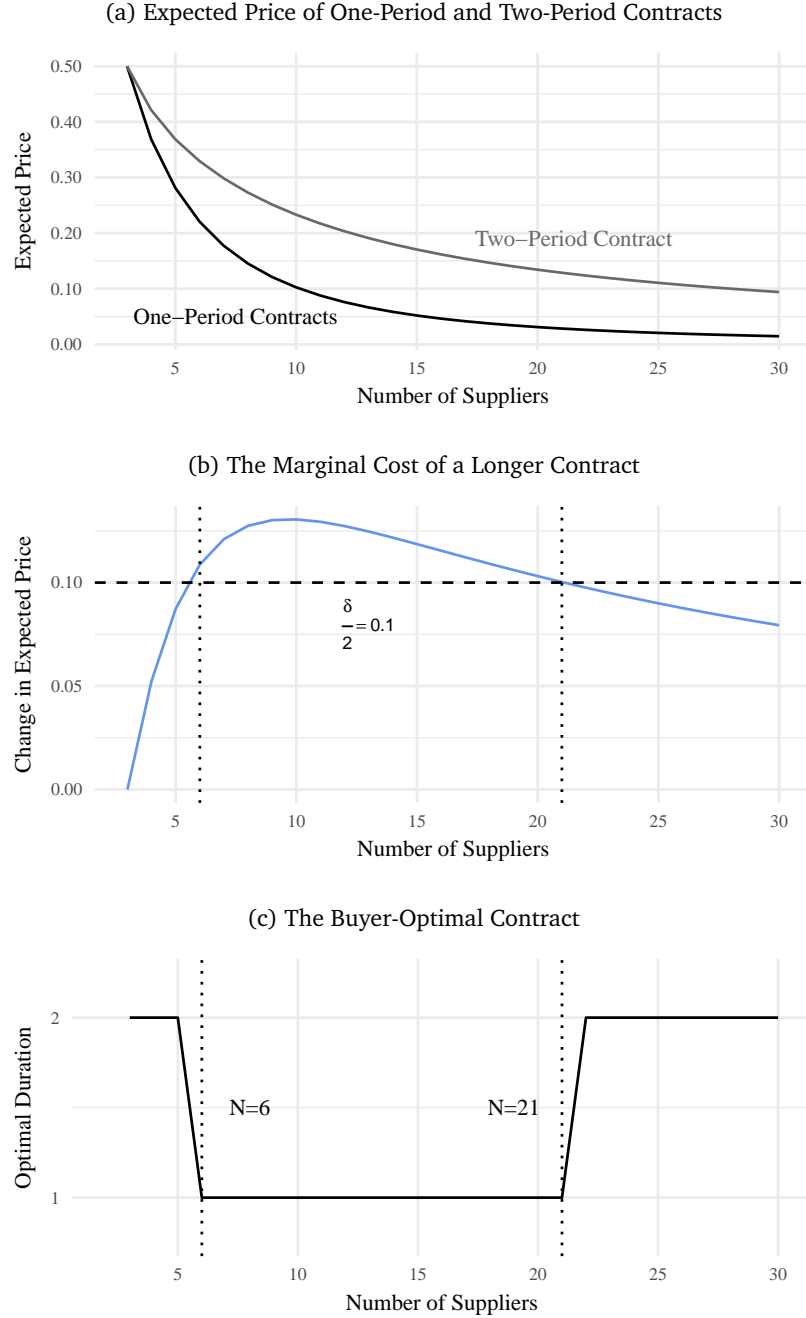 (a) Expected Price of One-Period and Two-Period Contracts
0.50
0.40
0.30
0.20
0.10
0.00
Expected Price
Two−Period Contract
One−Period Contracts
5 10 15 20 25 30
Number of Suppliers
(b) The Marginal Cost of a Longer Contract
0.10
0.05
0.00
Change in Expected Price
δ
2
= 0.1
5 10 15 20 25 30
Number of Suppliers
(c) The Buyer-Optimal Contract
2
1
Optimal Duration
N=6 N=21
5 10 15 20 25 30
Number of Suppliers